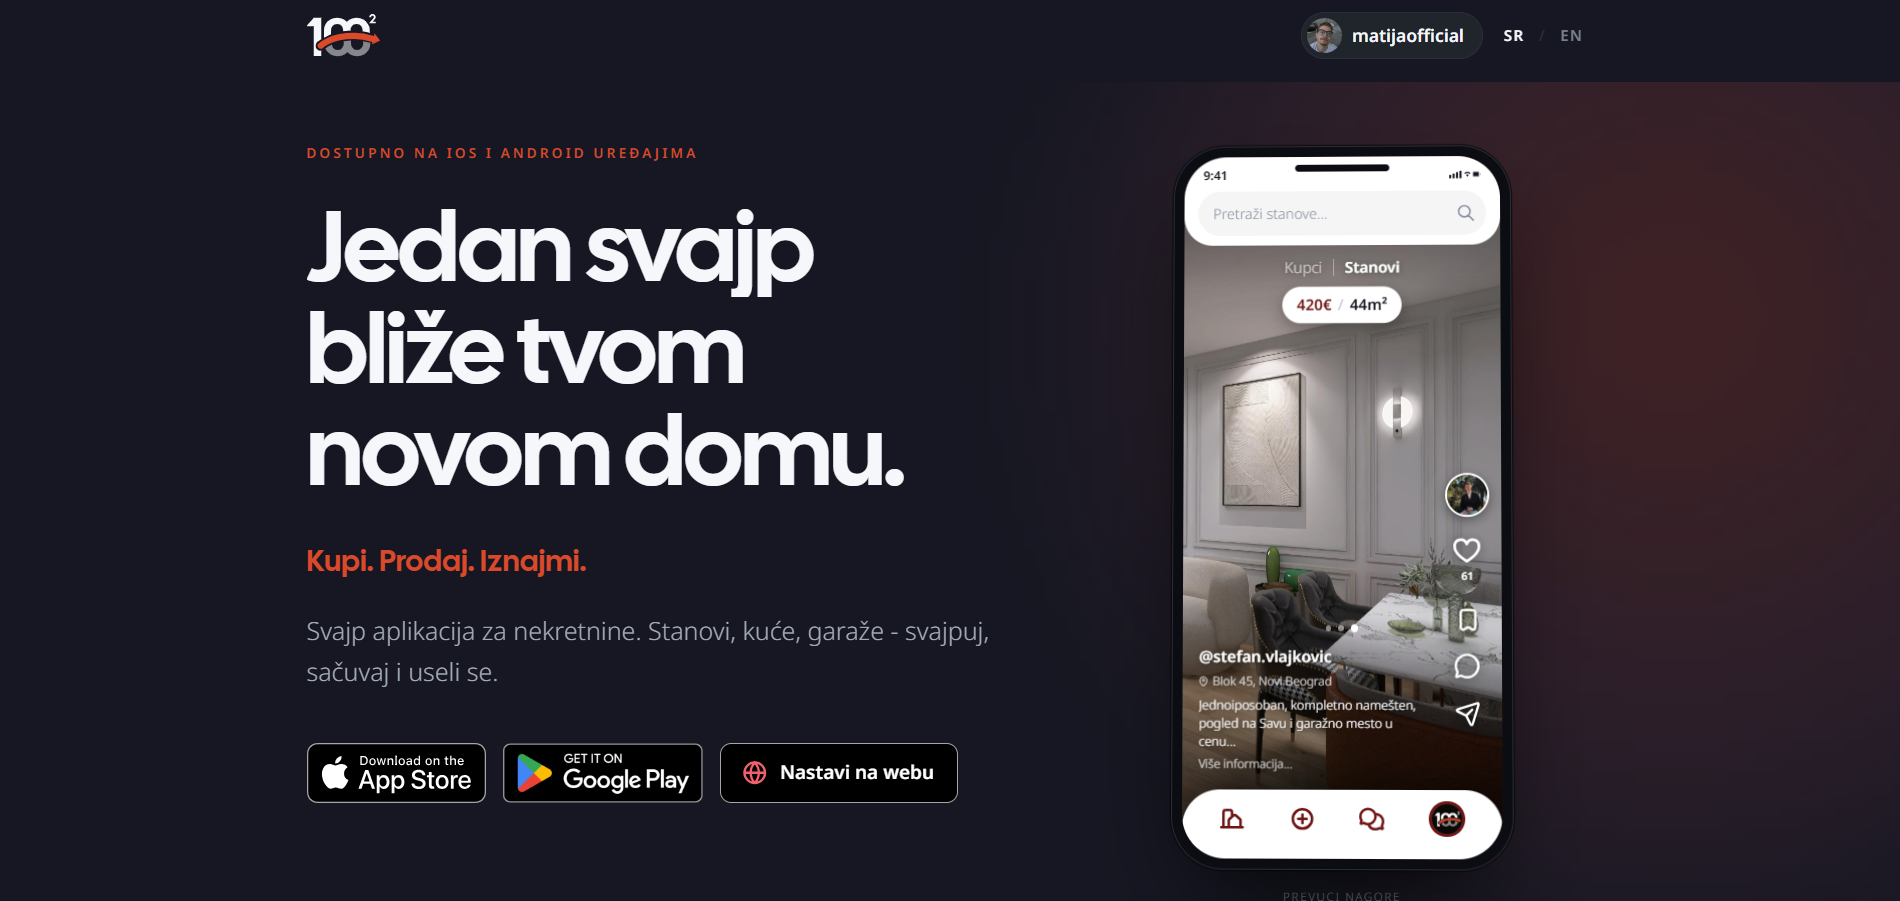 100²
matijaofficial
SR / EN
DOSTUPNO NA IOS I ANDROID UREĐAJIMA
Jedan svajp
bliže tvom
novom domu.
Kupi. Prodaj. Iznajmi.
Svajp aplikacija za nekretnine. Stanovi, kuće, garaže - svajpuj,
sačuvaj i useli se.
Download on the
App Store
GET IT ON
Google Play
Nastavi na webu
9:41
Pretraži stanove...
Kupci | Stanovi
420€ / 44m²
61
@stefan.vlajkovic
Blok 45, Novi Beograd
Jednoiposoban, kompletno namešten,
pogled na Savu i garažno mesto u
cenu...
Više informacija...
100²
PREVUCI NAGORE